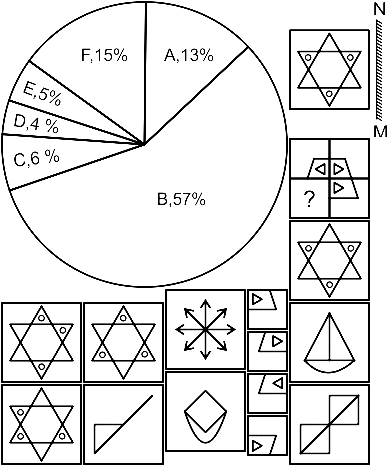 N
F,15%
A,13%
E,5%
D,4 %
C,6 %
B,57%
M
?